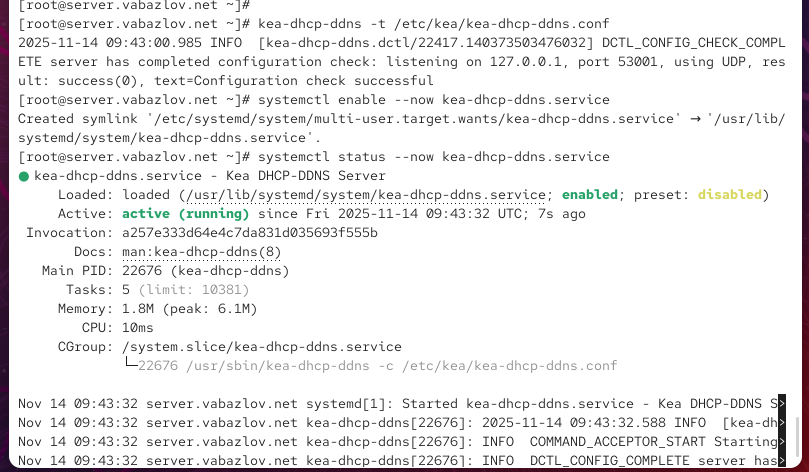 [root@server.vabazlov.net ~]#
[root@server.vabazlov.net ~]# kea-dhcp-ddns -t /etc/kea/kea-dhcp-ddns.conf
2025-11-14 09:43:00.985 INFO  [kea-dhcp-ddns.dctl/22417.140373503476032] DCTL_CONFIG_CHECK_COMPL
ETE server has completed configuration check: listening on 127.0.0.1, port 53001, using UDP, res
ult: success(0), text=Configuration check successful
[root@server.vabazlov.net ~]# systemctl enable --now kea-dhcp-ddns.service
Created symlink '/etc/systemd/system/multi-user.target.wants/kea-dhcp-ddns.service' → '/usr/lib/
systemd/system/kea-dhcp-ddns.service'.
[root@server.vabazlov.net ~]# systemctl status --now kea-dhcp-ddns.service
● kea-dhcp-ddns.service - Kea DHCP-DDNS Server
     Loaded: loaded (/usr/lib/systemd/system/kea-dhcp-ddns.service; enabled; preset: disabled)
     Active: active (running) since Fri 2025-11-14 09:43:32 UTC; 7s ago
 Invocation: a257e333d64e4c7da831d035693f555b
       Docs: man:kea-dhcp-ddns(8)
   Main PID: 22676 (kea-dhcp-ddns)
      Tasks: 5 (limit: 10381)
     Memory: 1.8M (peak: 6.1M)
        CPU: 10ms
     CGroup: /system.slice/kea-dhcp-ddns.service
             └─22676 /usr/sbin/kea-dhcp-ddns -c /etc/kea/kea-dhcp-ddns.conf
Nov 14 09:43:32 server.vabazlov.net systemd[1]: Started kea-dhcp-ddns.service - Kea DHCP-DDNS S>
Nov 14 09:43:32 server.vabazlov.net kea-dhcp-ddns[22676]: 2025-11-14 09:43:32.588 INFO  [kea-dh>
Nov 14 09:43:32 server.vabazlov.net kea-dhcp-ddns[22676]: INFO  COMMAND_ACCEPTOR_START Starting>
Nov 14 09:43:32 server.vabazlov.net kea-dhcp-ddns[22676]: INFO  DCTL_CONFIG_COMPLETE server has>